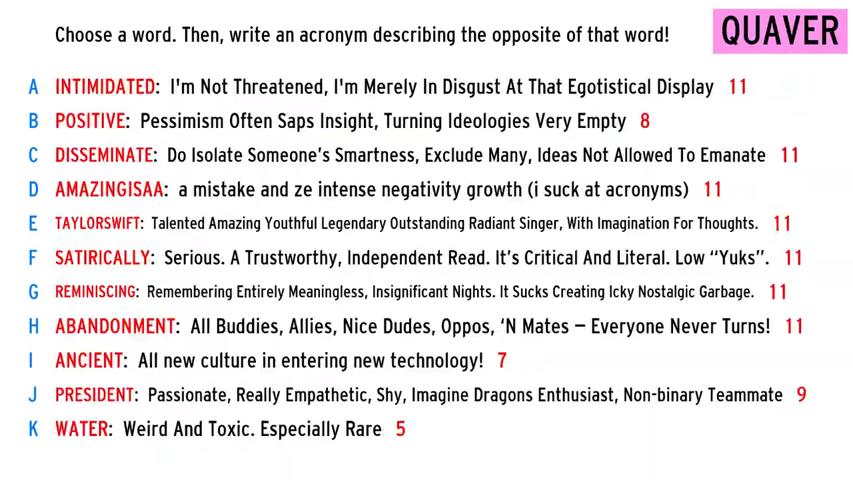 Choose a word. Then, write an acronym describing the opposite of that word!
QUAVER
A INTIMIDATED: I'm Not Threatened, I'm Merely In Disgust At That Egotistical Display 11
B POSITIVE: Pessimism Often Saps Insight, Turning Ideologies Very Empty 8
C DISSEMINATE: Do Isolate Someone's Smartness, Exclude Many, Ideas Not Allowed To Emanate 11
D AMAZINGISAA: a mistake and ze intense negativity growth (i suck at acronyms) 11
E TAYLORSWIFT: Talented Amazing Youthful Legendary Outstanding Radiant Singer, With Imagination For Thoughts. 11
F SATIRICALLY: Serious. A Trustworthy, Independent Read. It's Critical And Literal. Low “Yuks”. 11
G REMINISCING: Remembering Entirely Meaningless, Insignificant Nights. It Sucks Creating Icky Nostalgic Garbage. 11
H ABANDONMENT: All Buddies, Allies, Nice Dudes, Oppos, ‘N Mates – Everyone Never Turns! 11
I ANCIENT: All new culture in entering new technology! 7
J PRESIDENT: Passionate, Really Empathetic, Shy, Imagine Dragons Enthusiast, Non-binary Teammate 9
K WATER: Weird And Toxic. Especially Rare 5